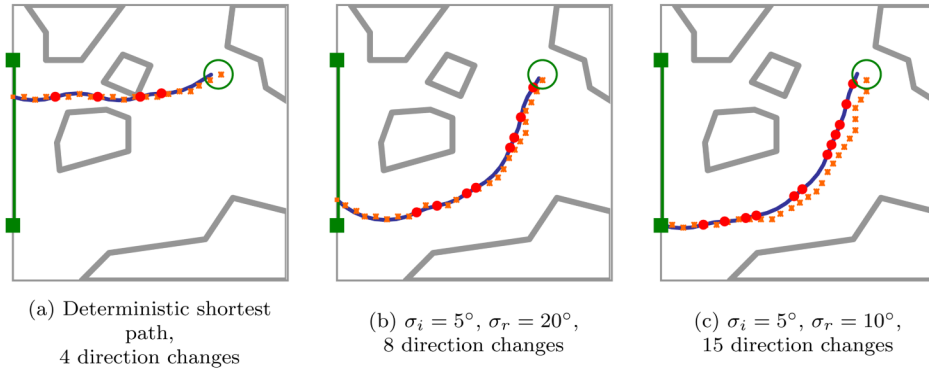 (a) Deterministic shortest
path,
4 direction changes
(b) σi = 5°, σr = 20°,
8 direction changes
(c) σi = 5°, σr = 10°,
15 direction changes